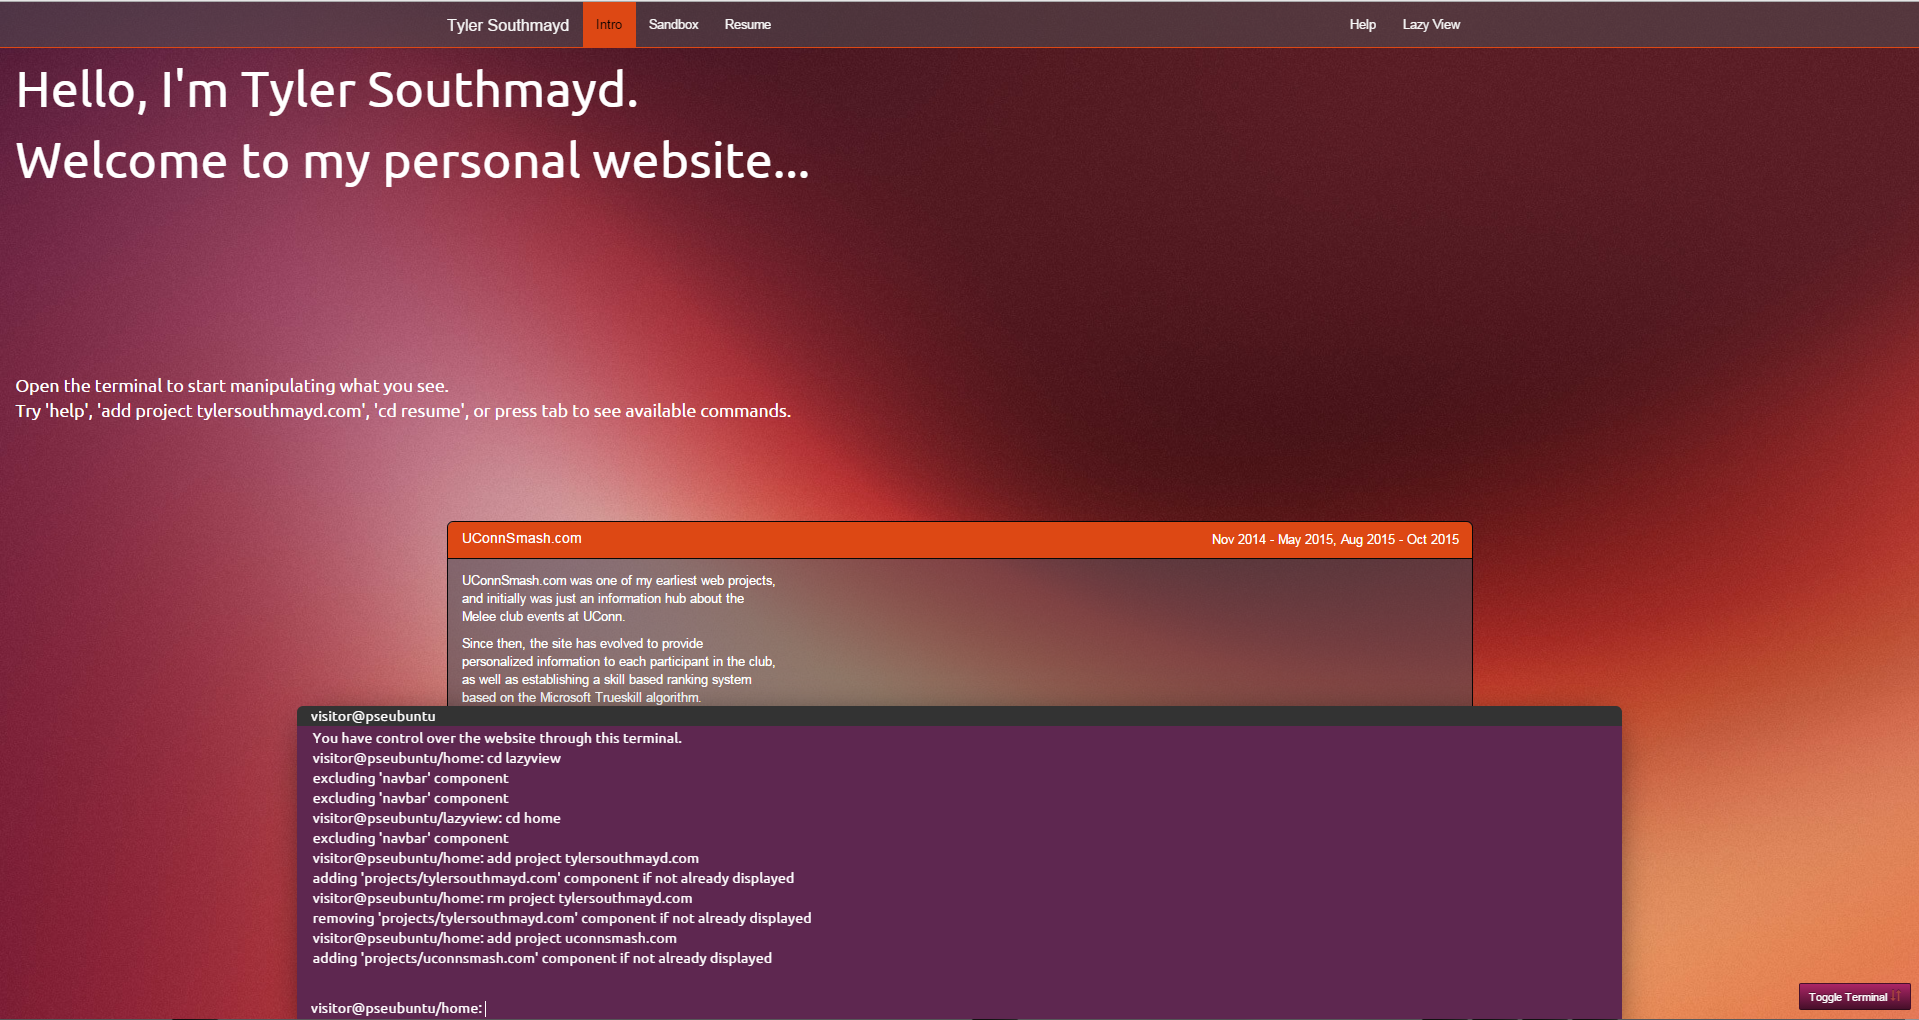 Tyler Southmayd Intro Sandbox Resume Help Lazy View
Hello, I'm Tyler Southmayd.
Welcome to my personal website...
Open the terminal to start manipulating what you see.
Try 'help', 'add project tylersouthmayd.com', 'cd resume', or press tab to see available commands.
UConnSmash.com Nov 2014 - May 2015, Aug 2015 - Oct 2015
UConnSmash.com was one of my earliest web projects,
and initially was just an information hub about the
Melee club events at UConn.
Since then, the site has evolved to provide
personalized information to each participant in the club,
as well as establishing a skill based ranking system
based on the Microsoft Trueskill algorithm.
visitor@pseubuntu
You have control over the website through this terminal.
visitor@pseubuntu/home: cd lazyview
excluding 'navbar' component
excluding 'navbar' component
visitor@pseubuntu/lazyview: cd home
excluding 'navbar' component
visitor@pseubuntu/home: add project tylersouthmayd.com
adding 'projects/tylersouthmayd.com' component if not already displayed
visitor@pseubuntu/home: rm project tylersouthmayd.com
removing 'projects/tylersouthmayd.com' component if not already displayed
visitor@pseubuntu/home: add project uconnsmash.com
adding 'projects/uconnsmash.com' component if not already displayed
visitor@pseubuntu/home:
Toggle Terminal